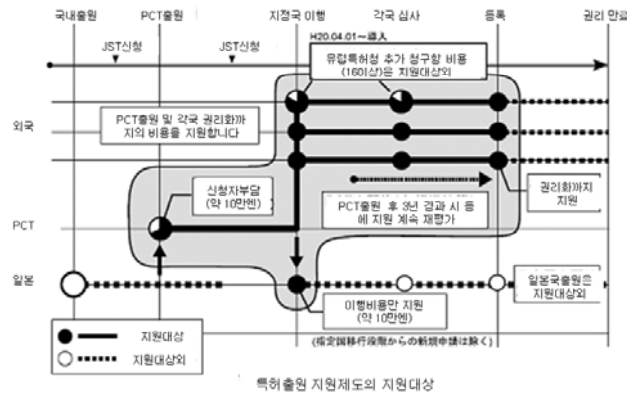 국내출원 PCT출원 지정국 이행 각국 심사 등록 권리 만료
JST신청 JST신청 H20.04.01~導入
유럽특허청 추가 청구항 비용
(16이상)은 지원대상외
외국
PCT출원 및 각국 권리화까
지의 비용을 지원합니다
신청자부담
(약 10만엔)
권리화까지
지원
PCT출원 후 3년 경과 시 등
에 지원 계속 재평가
PCT
일본
이행비용만 지원
(약 10만엔)
일본국출원은
지원대상외
지원대상
지원대상외
(指定国移行段階からの新規申請は除く)
특허출원 지원제도의 지원대상